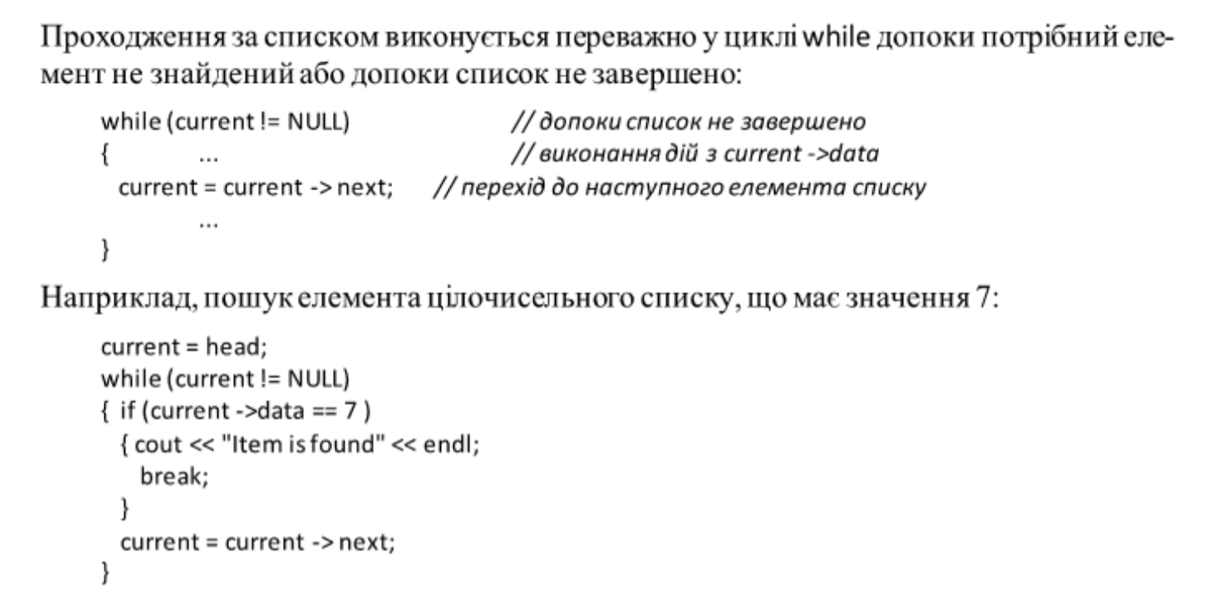 Проходження за списком виконується переважно у циклі while допоки потрібний еле-
мент не знайдений або допоки список не завершено:
while (current != NULL) // допоки список не завершено
{ ... // виконання дій з current ->data
current = current -> next; // перехід до наступного елемента списку
...
}
Наприклад, пошук елемента цілочисельного списку, що має значення 7:
current = head;
while (current != NULL)
{ if (current ->data == 7 )
{ cout << "Item is found" << endl;
break;
}
current = current -> next;
}